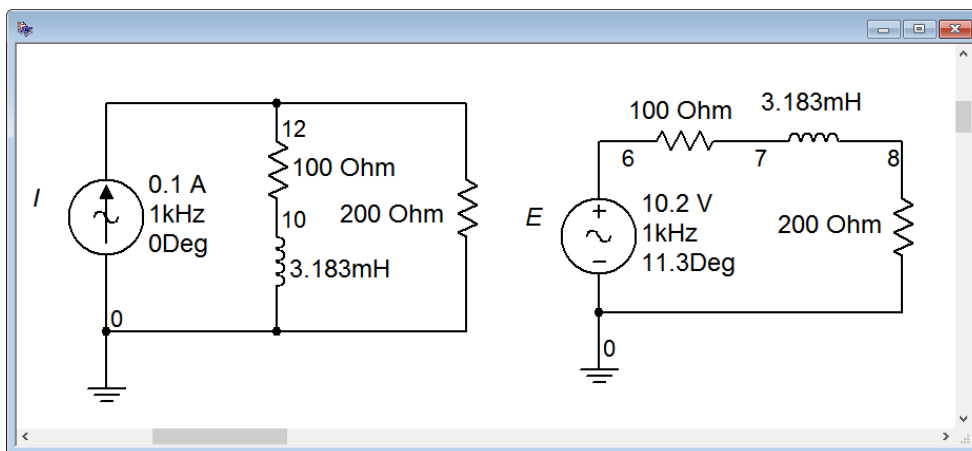 12
100 Ohm
I
0.1 A
1kHz
0Deg
10
200 Ohm
3.183mH
0
3.183mH
100 Ohm
6
7
8
E
10.2 V
1kHz
11.3Deg
200 Ohm
0